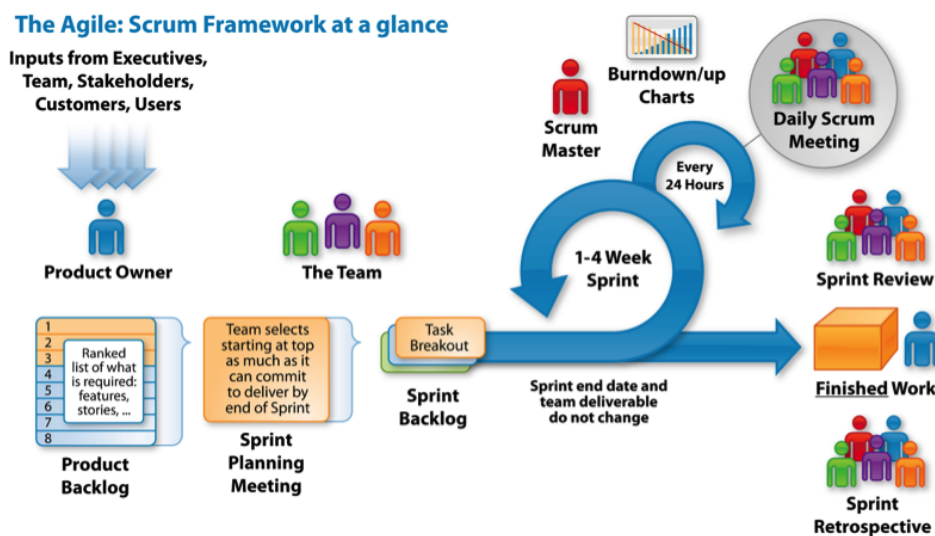 The Agile: Scrum Framework at a glance
Inputs from Executives,
Team, Stakeholders,
Customers, Users
Product Owner
The Team
Scrum
Master
Burndown/up
Charts
Daily Scrum
Meeting
Every
24 Hours
1-4 Week
Sprint
Sprint Review
1
2
3
4
5
6
7
8
Ranked
list of what
is required:
features,
stories, ...
Product
Backlog
Team selects
starting at top
as much as it
can commit
to deliver by
end of Sprint
Sprint
Planning
Meeting
Task
Breakout
Sprint
Backlog
Sprint end date and
team deliverable
do not change
Finished Work
Sprint
Retrospective